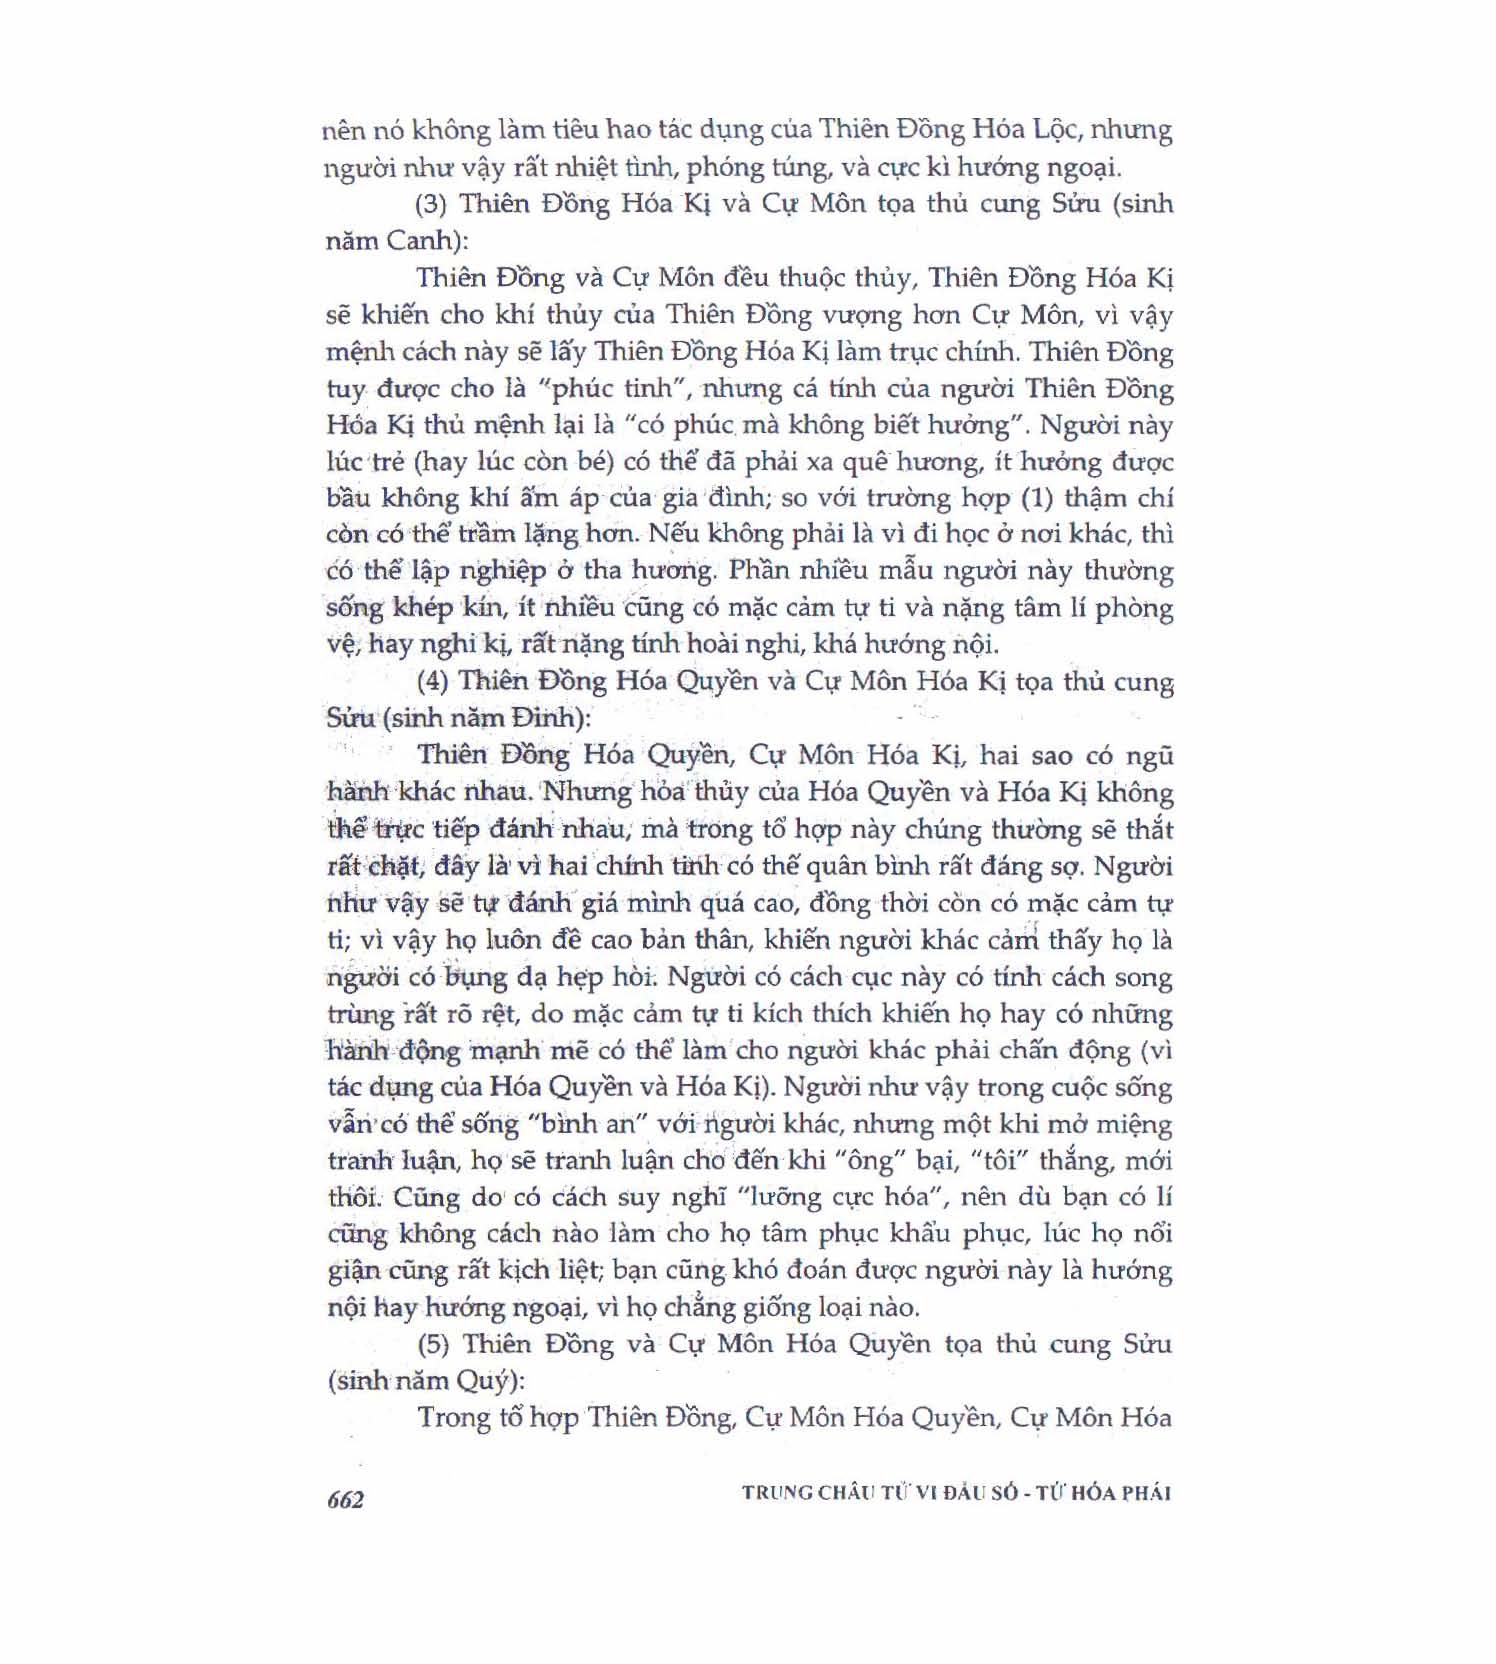 nên nó không làm tiêu hao tác dụng của Thiên Đồng Hóa Lộc, nhưng
người như vậy rất nhiệt tình, phóng túng, và cực kì hướng ngoại.
(3) Thiên Đồng Hóa Kị và Cự Môn tọa thủ cung Sửu (sinh
năm Canh):
Thiên Đồng và Cự Môn đều thuộc thủy, Thiên Đồng Hóa Kị
sẽ khiến cho khí thủy của Thiên Đồng vượng hơn Cự Môn, vì vậy
mệnh cách này sẽ lấy Thiên Đồng Hóa Kị làm trục chính. Thiên Đồng
tuy được cho là "phúc tinh", nhưng cá tính của người Thiên Đồng
Hóa Kị thủ mệnh lại là "có phúc mà không biết hưởng". Người này
lúc trẻ (hay lúc còn bé) có thể đã phải xa quê hương, ít hưởng được
bầu không khí ấm áp của gia đình; so với trường hợp (1) thậm chí
còn có thể trầm lặng hơn. Nếu không phải là vì đi học ở nơi khác, thì
có thể lập nghiệp ở tha hương. Phần nhiều mẫu người này thường
sống khép kín, ít nhiều cũng có mặc cảm tự ti và nặng tâm lí phòng
vệ, hay nghi kị, rất nặng tính hoài nghi, khá hướng nội.
(4) Thiên Đồng Hóa Quyền và Cự Môn Hóa Kị tọa thủ cung
Sửu (sinh năm Đinh):
Thiên Đồng Hóa Quyền, Cự Môn Hóa Kị, hai sao có ngũ
hành khác nhau. Nhưng hỏa thủy của Hóa Quyền và Hóa Kị không
thể trực tiếp đánh nhau, mà trong tổ hợp này chúng thường sẽ thắt
rất chặt, đây là vì hai chính tinh có thế quân bình rất đáng sợ. Người
như vậy sẽ tự đánh giá mình quá cao, đồng thời còn có mặc cảm tự
ti; vì vậy họ luôn đề cao bản thân, khiến người khác cảm thấy họ là
người có bụng dạ hẹp hòi. Người có cách cục này có tính cách song
trùng rất rõ rệt, do mặc cảm tự ti kích thích khiến họ hay có những
hành động mạnh mẽ có thể làm cho người khác phải chấn động (vì
tác dụng của Hóa Quyền và Hóa Kị). Người như vậy trong cuộc sống
vẫn có thể sống "bình an" với người khác, nhưng một khi mở miệng
tranh luận, họ sẽ tranh luận cho đến khi "ông" bại, "tôi" thắng, mới
thôi. Cũng do có cách suy nghĩ "lưỡng cực hóa", nên dù bạn có lí
cũng không cách nào làm cho họ tâm phục khẩu phục, lúc họ nổi
giận cũng rất kịch liệt; bạn cũng khó đoán được người này là hướng
nội hay hướng ngoại, vì họ chẳng giống loại nào.
(5) Thiên Đồng và Cự Môn Hóa Quyền tọa thủ cung Sửu
(sinh năm Quý):
Trong tổ hợp Thiên Đồng, Cự Môn Hóa Quyền, Cự Môn Hóa
662 TRUNG CHÂU TỬ VI ĐẨU SỐ - TỨ HÓA PHÁI